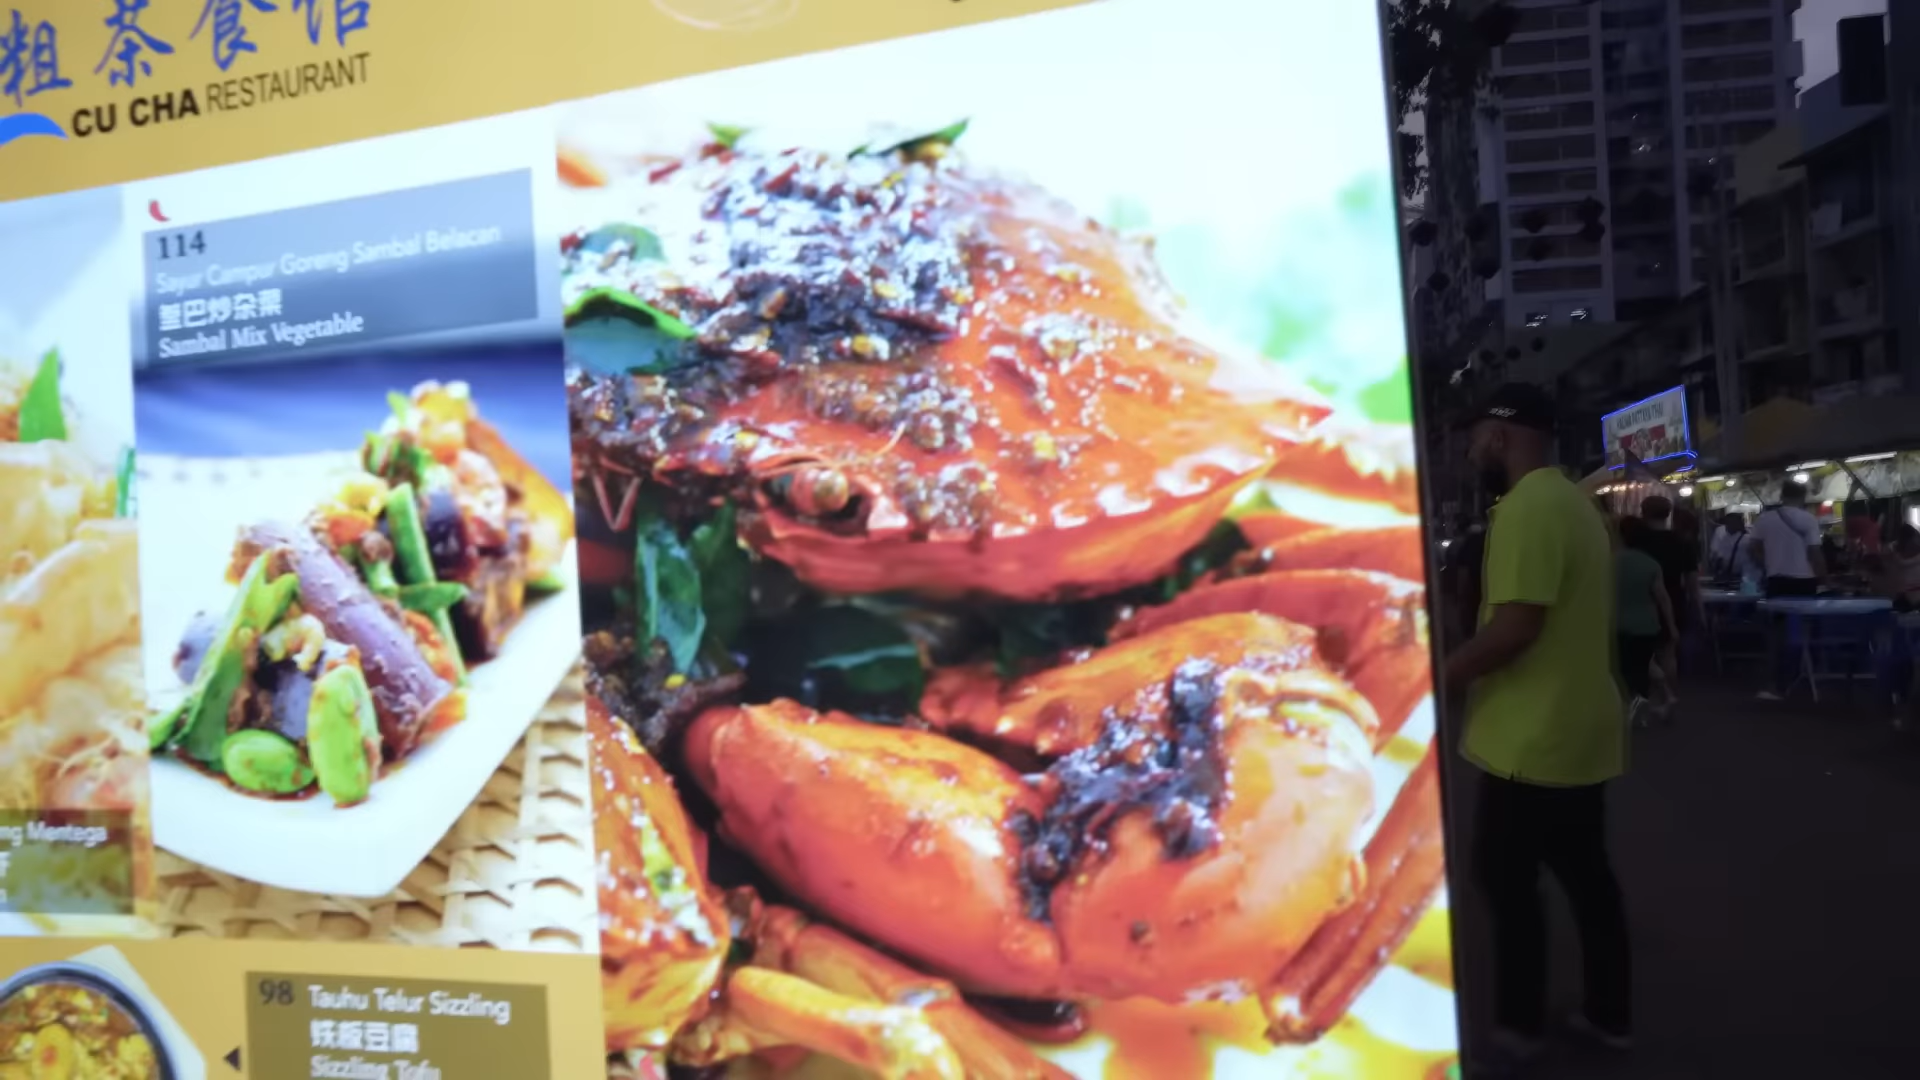 粗茶食馆
CU CHA RESTAURANT
114
Sayur Campur Goreng Sambal Belacan
叁巴炒杂菜
Sambal Mix Vegetable
Mentega
98 Tauhu Telur Sizzling
铁板豆腐
Sizzling Tofu